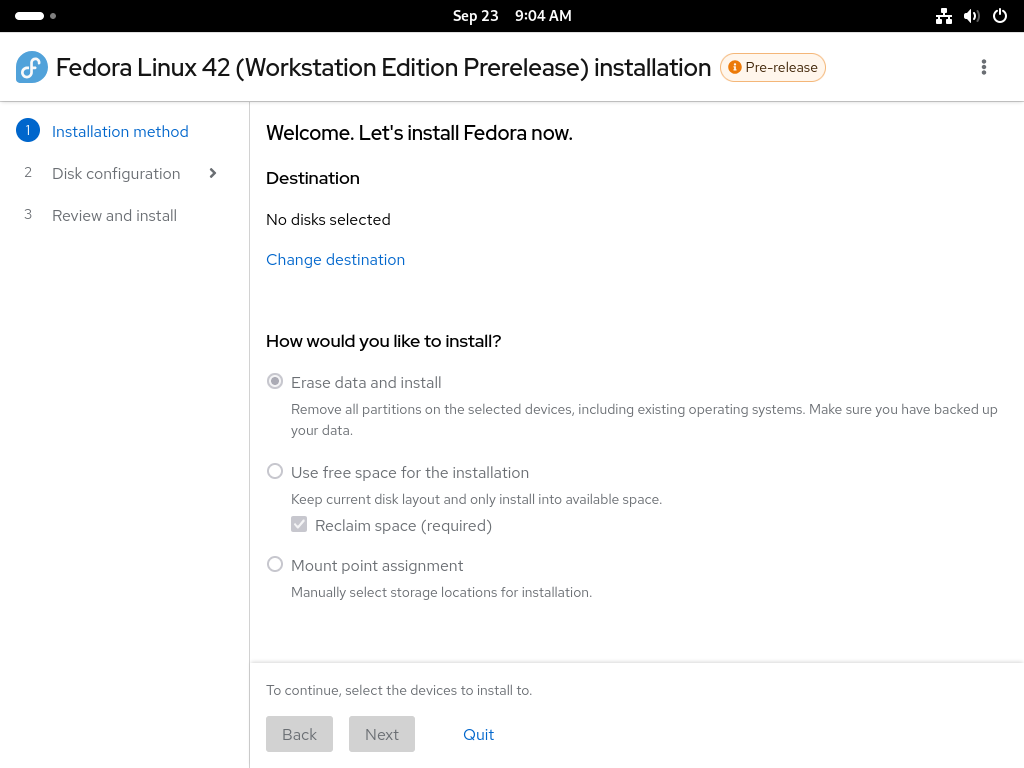 Sep 23 9:04 AM
Fedora Linux 42 (Workstation Edition Prerelease) installation Pre-release
1 Installation method
2 Disk configuration
3 Review and install
Welcome. Let's install Fedora now.
Destination
No disks selected
Change destination
How would you like to install?
Erase data and install
Remove all partitions on the selected devices, including existing operating systems. Make sure you have backed up
your data.
Use free space for the installation
Keep current disk layout and only install into available space.
Reclaim space (required)
Mount point assignment
Manually select storage locations for installation.
To continue, select the devices to install to.
Back Next Quit